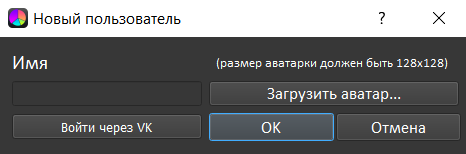 Новый пользователь ?
Имя (размер аватарки должен быть 128x128)
Загрузить аватар...
Войти через VK OK Отмена